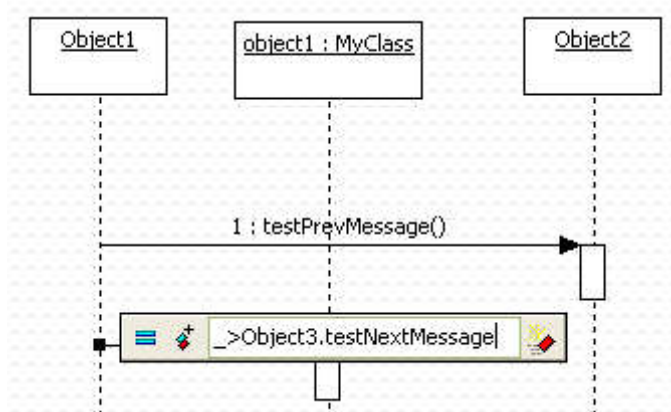 Object1
object1 : MyClass
Object2
1 : testPrevMessage()
_>Object3.testNextMessage